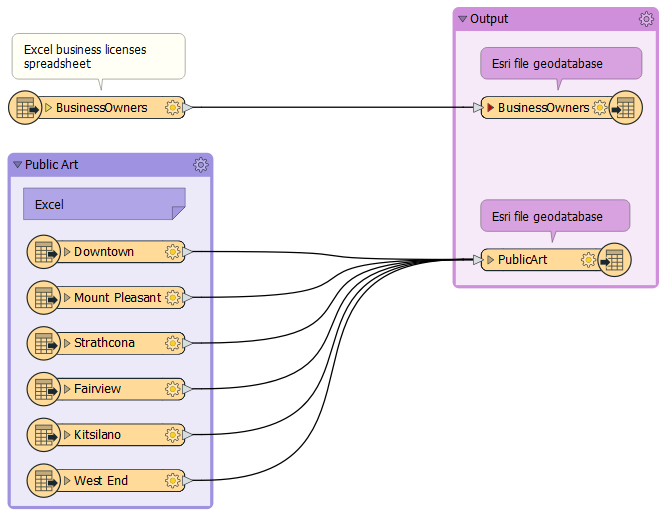 Excel business licenses
spreadsheet
BusinessOwners
Public Art
Excel
Downtown
Mount Pleasant
Strathcona
Fairview
Kitsilano
West End
Output
Esri file geodatabase
BusinessOwners
Esri file geodatabase
PublicArt